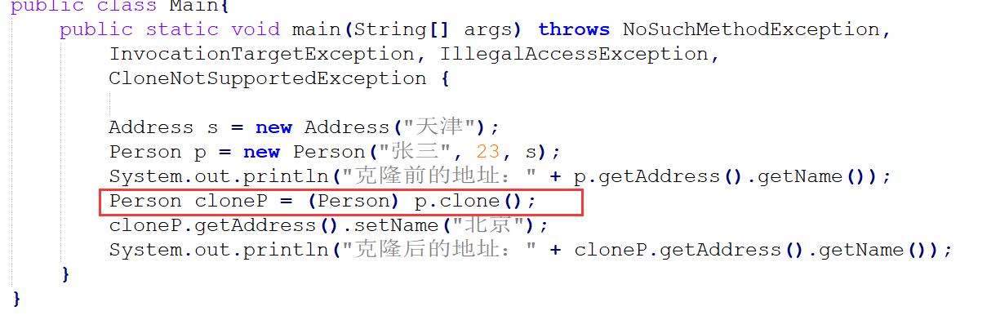 public class Main{
public static void main(String[] args) throws NoSuchMethodException,
InvocationTargetException, IllegalAccessException,
CloneNotSupportedException {
Address s = new Address("天津");
Person p = new Person("张三", 23, s);
System.out.println("克隆前的地址：" + p.getAddress().getName());
Person cloneP = (Person) p.clone();
cloneP.getAddress().setName("北京");
System.out.println("克隆后的地址：" + cloneP.getAddress().getName());
}
}